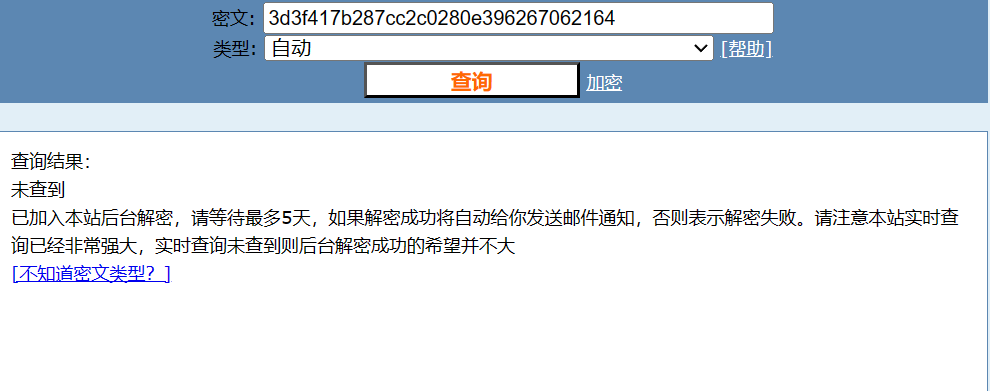 密文: 3d3f417b287cc2c0280e396267062164
类型: 自动 [帮助]
查询 加密
查询结果：
未查到
已加入本站后台解密，请等待最多5天，如果解密成功将自动给你发送邮件通知，否则表示解密失败。请注意本站实时查
询已经非常强大，实时查询未查到则后台解密成功的希望并不大
[不知道密文类型？]